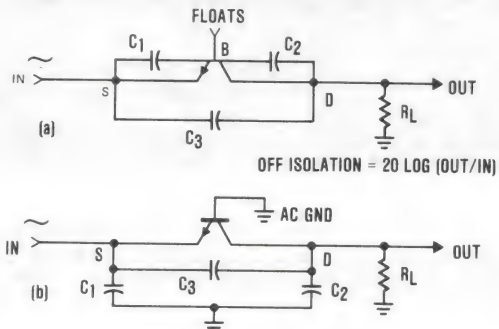 FLOATS
C1 B C2
IN S D OUT
C3 RL
(a)
OFF ISOLATION = 20 LOG (OUT/IN)
AC GND
IN S D OUT
C3 RL
(b) C1 C2